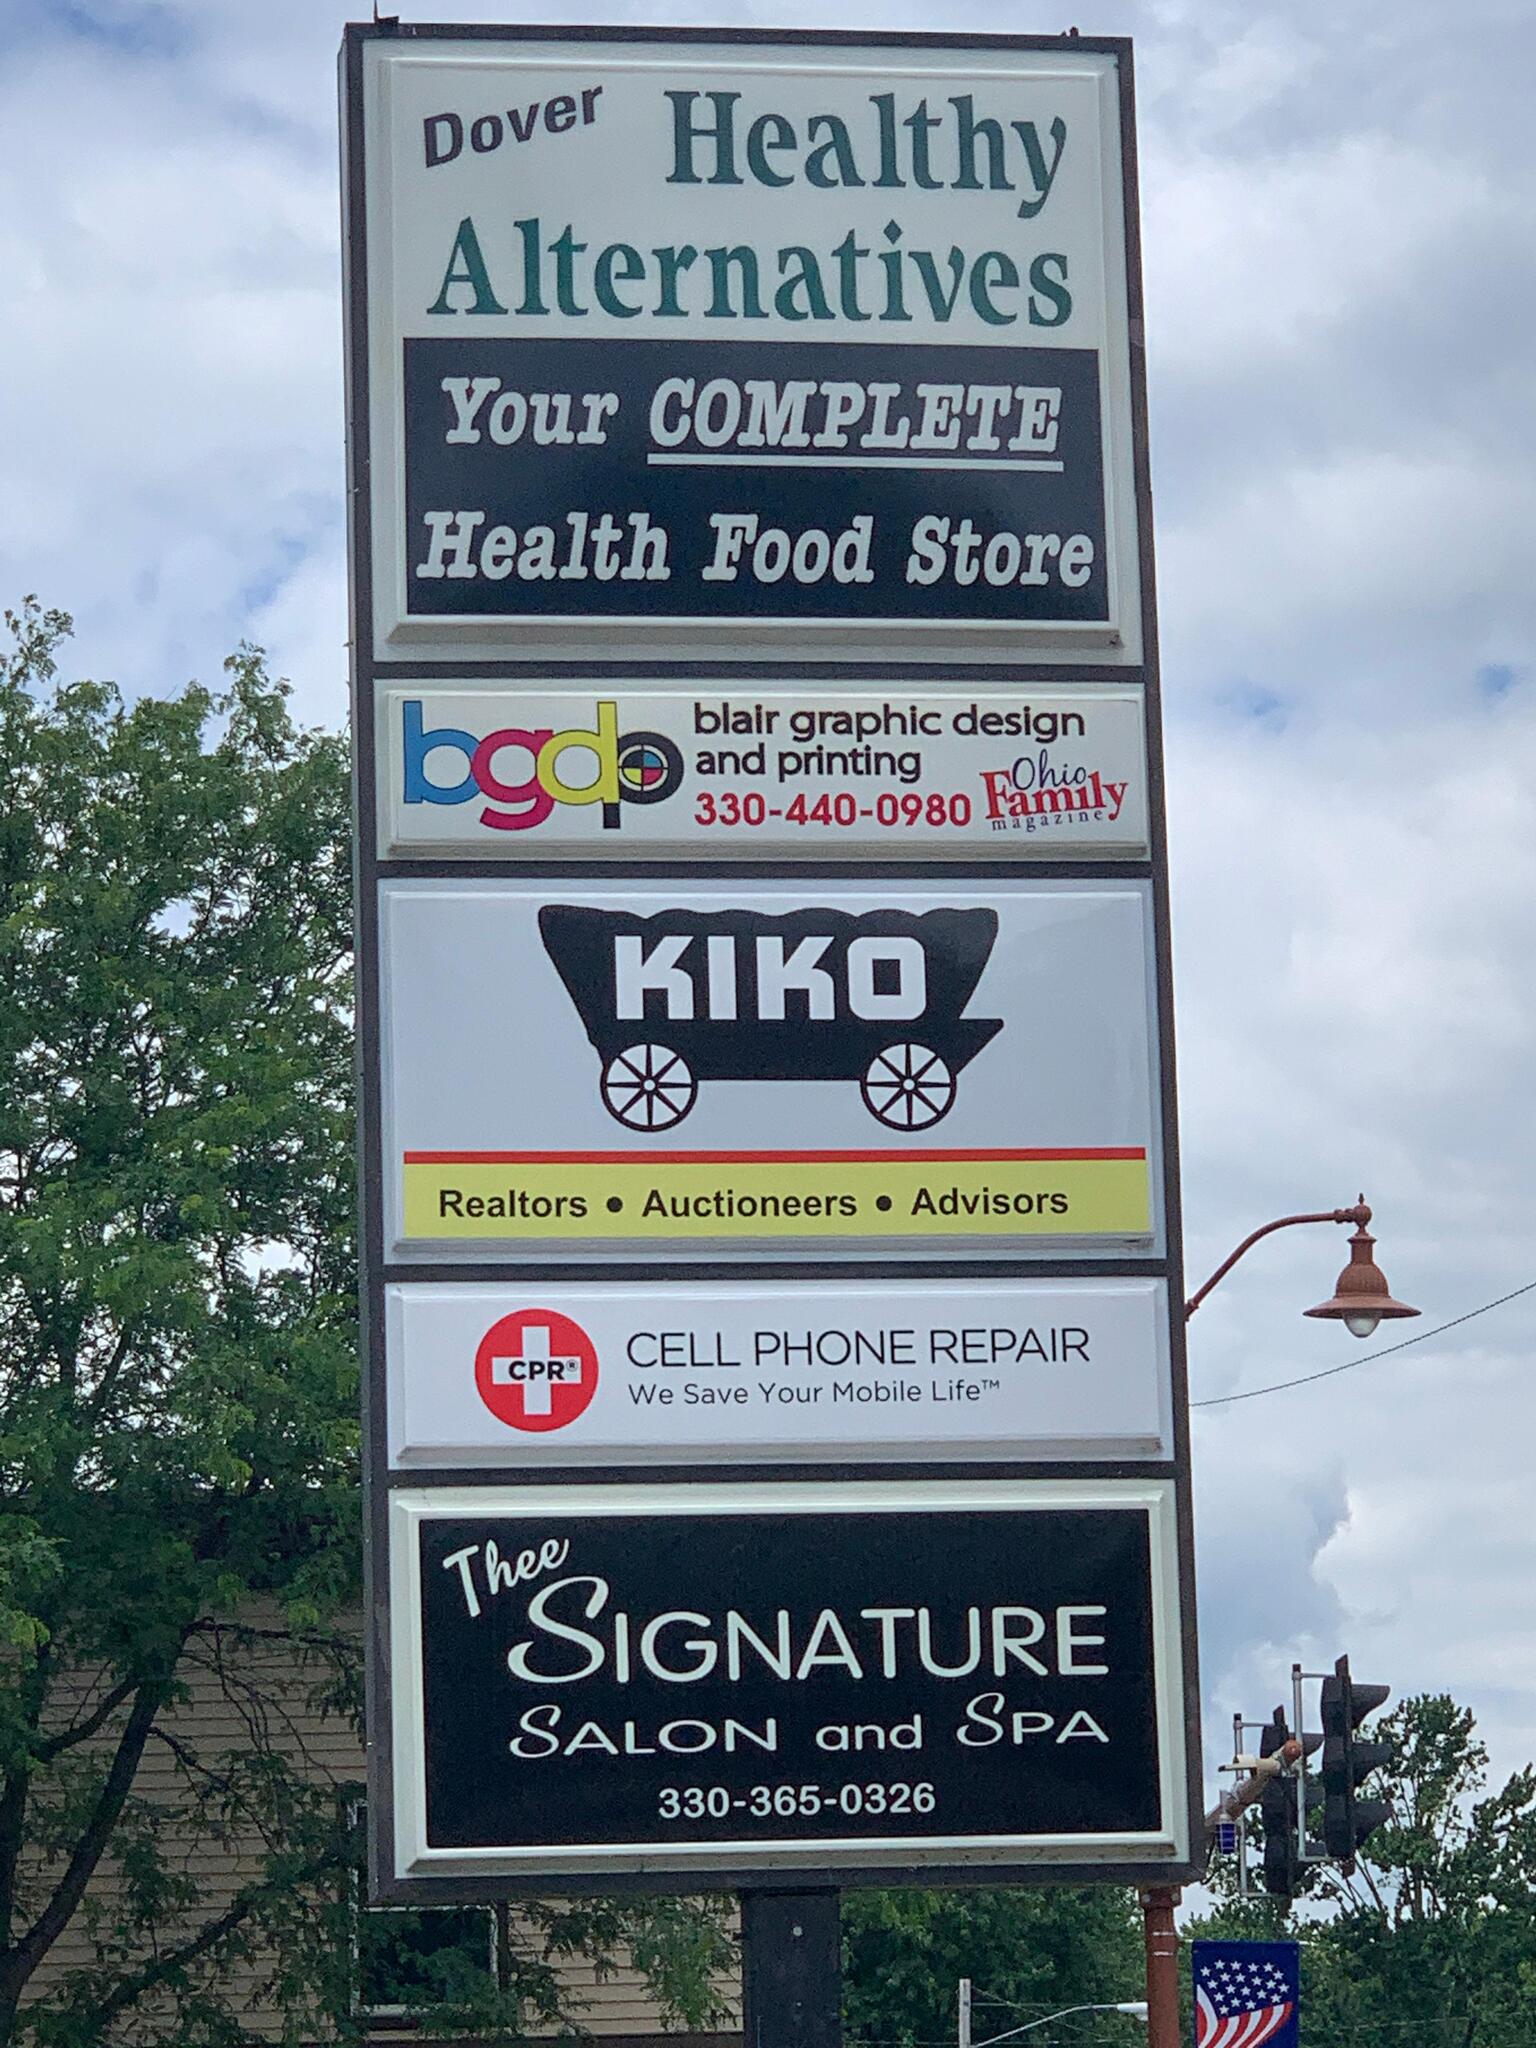 Dover Healthy
Alternatives
Your COMPLETE
Health Food Store
bgdp
blair graphic design
and printing
330-440-0980
Ohio
Family
magazine
KIKO
Realtors • Auctioneers • Advisors
CPR®
CELL PHONE REPAIR
We Save Your Mobile Life™
Thee
SIGNATURE
SALON and SPA
330-365-0326